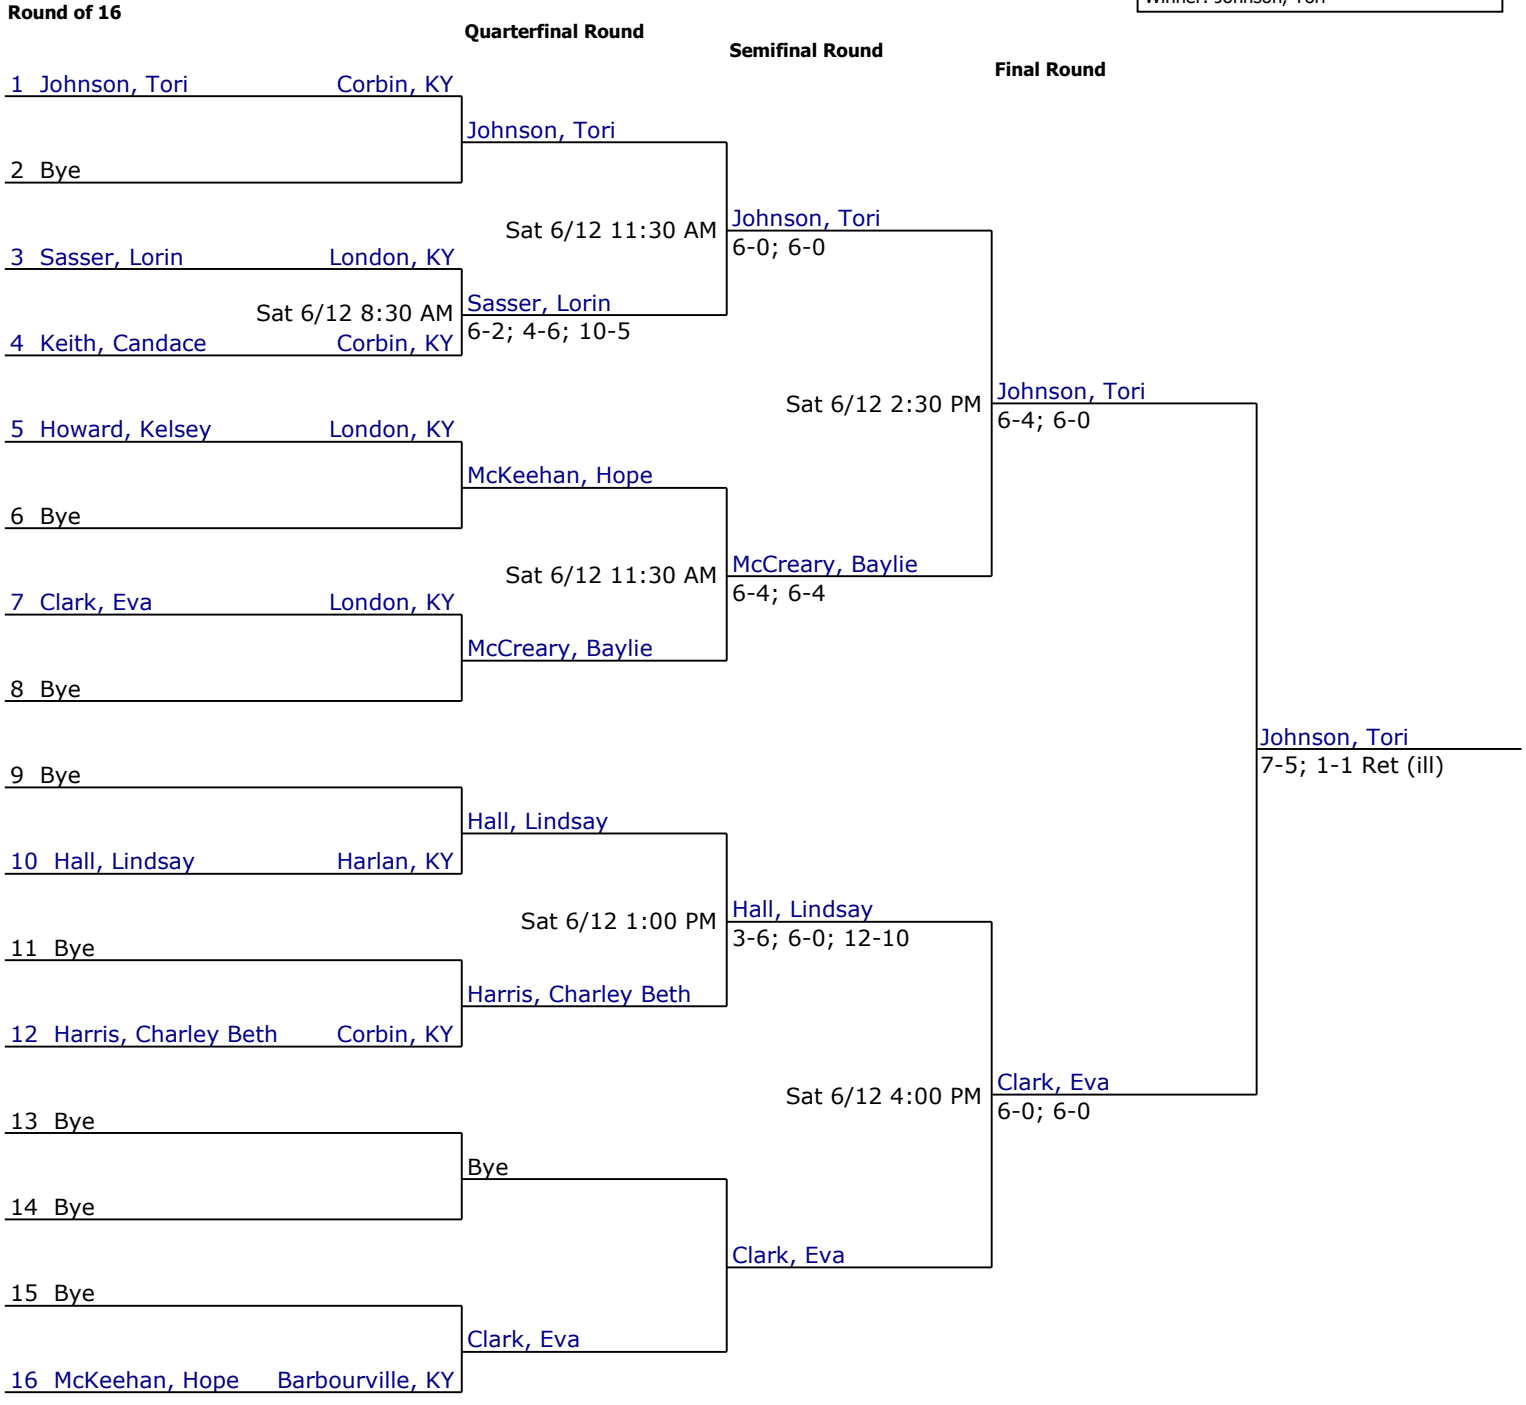 Winner: Johnson, Tori
Round of 16
Quarterfinal Round
Semifinal Round
Final Round
1 Johnson, Tori Corbin, KY
Johnson, Tori
2 Bye
Sat 6/12 11:30 AM
Johnson, Tori
6-0; 6-0
3 Sasser, Lorin London, KY
Sat 6/12 8:30 AM
Sasser, Lorin
6-2; 4-6; 10-5
4 Keith, Candace Corbin, KY
Sat 6/12 2:30 PM
Johnson, Tori
6-4; 6-0
5 Howard, Kelsey London, KY
McKeehan, Hope
6 Bye
Sat 6/12 11:30 AM
McCreary, Baylie
6-4; 6-4
7 Clark, Eva London, KY
McCreary, Baylie
8 Bye
Johnson, Tori
7-5; 1-1 Ret (ill)
9 Bye
Hall, Lindsay
10 Hall, Lindsay Harlan, KY
Sat 6/12 1:00 PM
Hall, Lindsay
3-6; 6-0; 12-10
11 Bye
Harris, Charley Beth
12 Harris, Charley Beth Corbin, KY
Sat 6/12 4:00 PM
Clark, Eva
6-0; 6-0
13 Bye
Bye
14 Bye
Clark, Eva
15 Bye
Clark, Eva
16 McKeehan, Hope Barbourville, KY